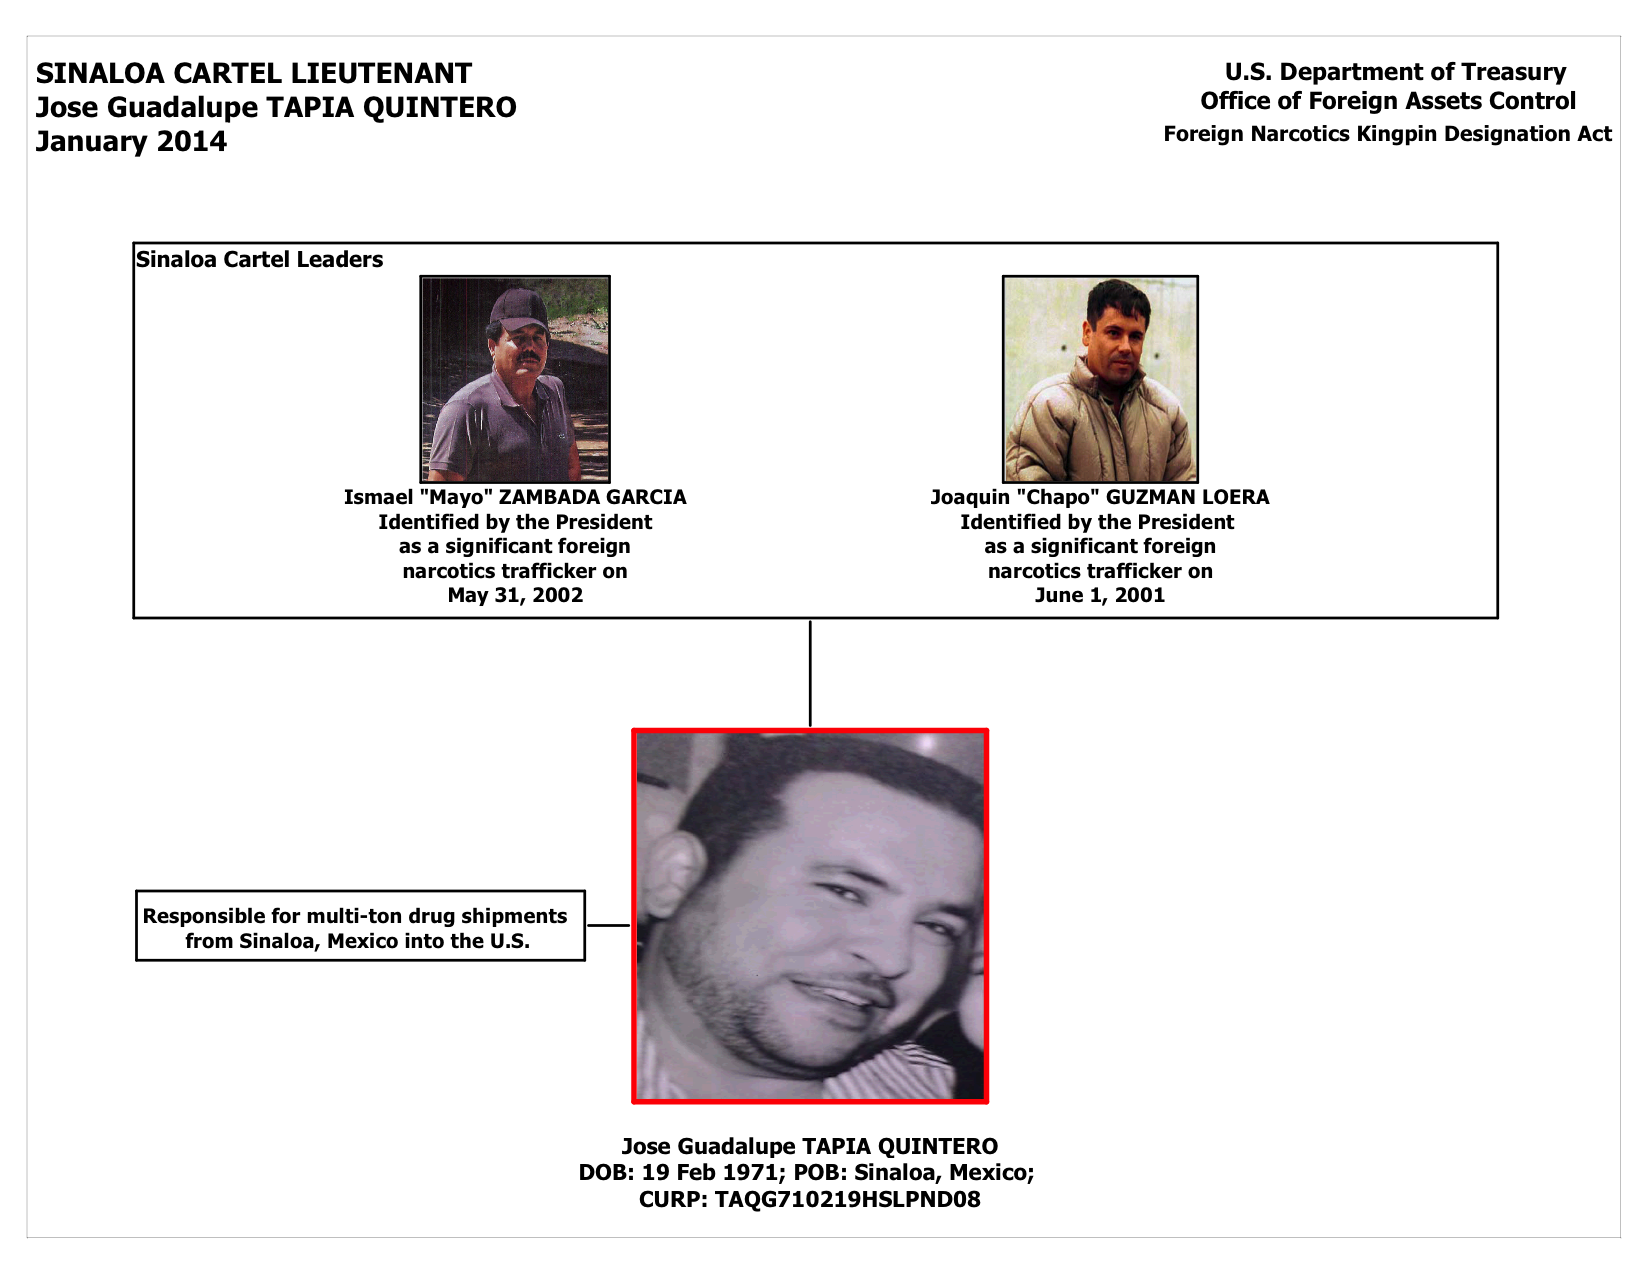 SINALOA CARTEL LIEUTENANT
Jose Guadalupe TAPIA QUINTERO
January 2014
U.S. Department of Treasury
Office of Foreign Assets Control
Foreign Narcotics Kingpin Designation Act
Sinaloa Cartel Leaders
Ismael "Mayo" ZAMBADA GARCIA
Identified by the President
as a significant foreign
narcotics trafficker on
May 31, 2002
Joaquin "Chapo" GUZMAN LOERA
Identified by the President
as a significant foreign
narcotics trafficker on
June 1, 2001
Responsible for multi-ton drug shipments
from Sinaloa, Mexico into the U.S.
Jose Guadalupe TAPIA QUINTERO
DOB: 19 Feb 1971; POB: Sinaloa, Mexico;
CURP: TAQG710219HSLPND08